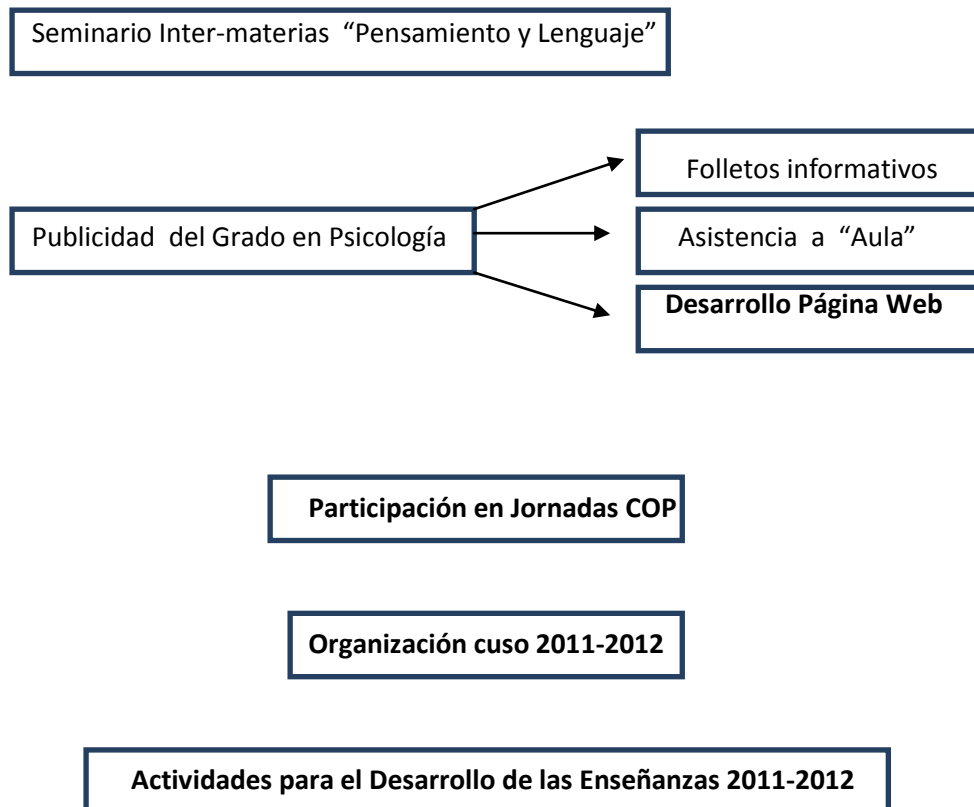 Seminario Inter-materias “Pensamiento y Lenguaje”
Folletos informativos
Publicidad del Grado en Psicología
Asistencia a “Aula”
Desarrollo Página Web
Participación en Jornadas COP
Organización cuso 2011-2012
Actividades para el Desarrollo de las Enseñanzas 2011-2012